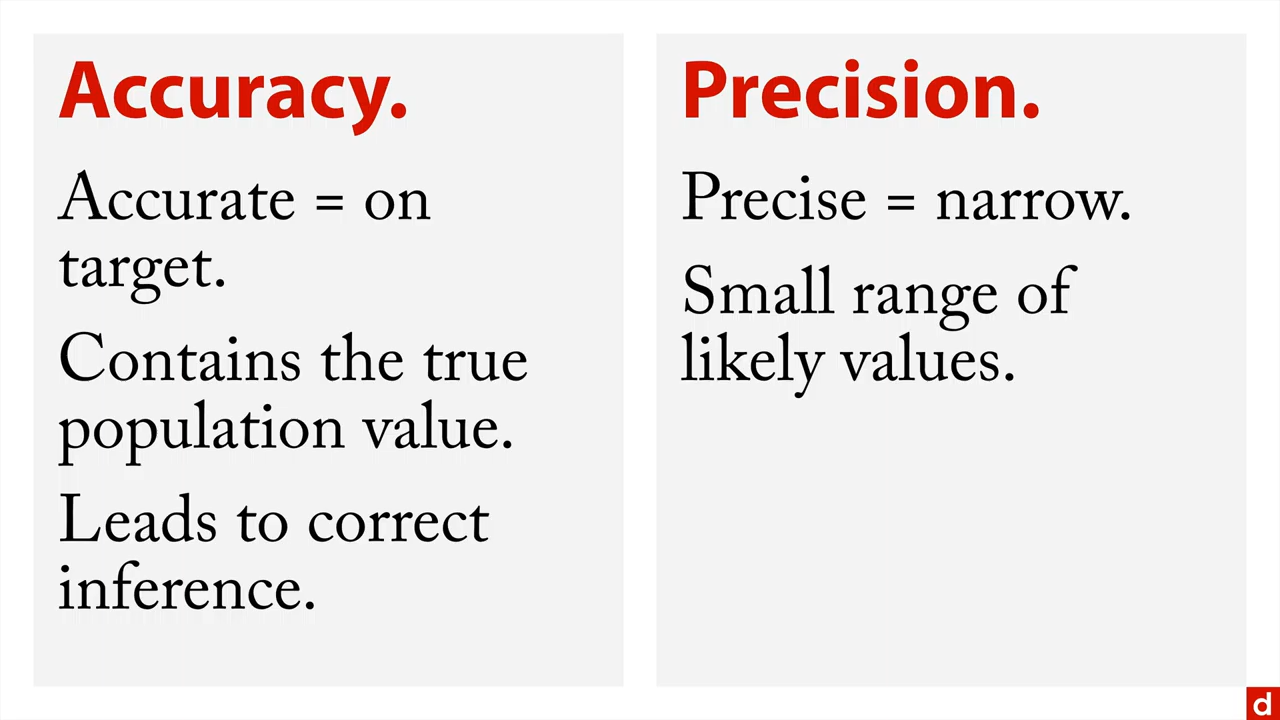 Accuracy.
Accurate = on
target.
Contains the true
population value.
Leads to correct
inference.
Precision.
Precise = narrow.
Small range of
likely values.
d